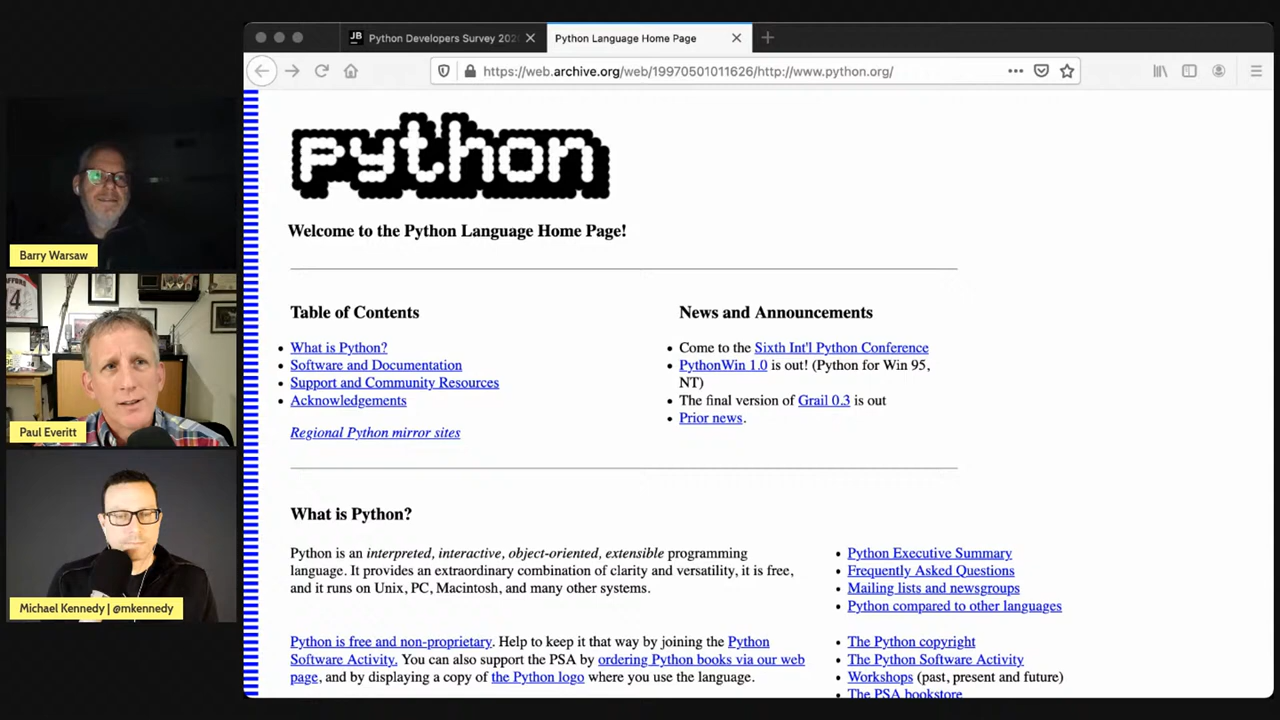 JB Python Developers Survey 202
Python Language Home Page
https://web.archive.org/web/19970501011626/http://www.python.org/
python
Welcome to the Python Language Home Page!
Table of Contents
What is Python?
Software and Documentation
Support and Community Resources
Acknowledgements
Regional Python mirror sites
News and Announcements
Come to the Sixth Int'l Python Conference
PythonWin 1.0 is out! (Python for Win 95,
NT)
The final version of Grail 0.3 is out
Prior news.
What is Python?
Python is an interpreted, interactive, object-oriented, extensible programming
language. It provides an extraordinary combination of clarity and versatility, it is free,
and it runs on Unix, PC, Macintosh, and many other systems.
Python Executive Summary
Frequently Asked Questions
Mailing lists and newsgroups
Python compared to other languages
Python is free and non-proprietary. Help to keep it that way by joining the Python
Software Activity. You can also support the PSA by ordering Python books via our web
page, and by displaying a copy of the Python logo where you use the language.
The Python copyright
The Python Software Activity
Workshops (past, present and future)
The PSA bookstore
Barry Warsaw
Paul Everitt
4
Michael Kennedy | @mkennedy